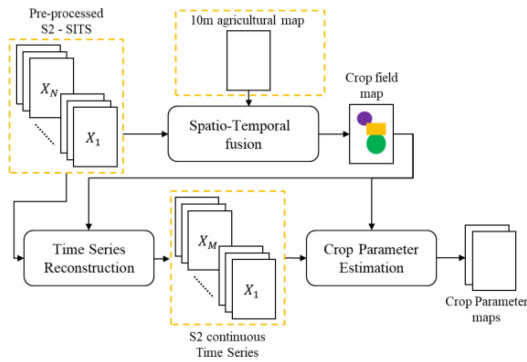 Pre-processed
S2 - SITS
10m agricultural map
X_N
X_1
Spatio-Temporal
fusion
Crop field
map
Time Series
Reconstruction
X_M
X_1
S2 continuous
Time Series
Crop Parameter
Estimation
Crop Parameter
maps